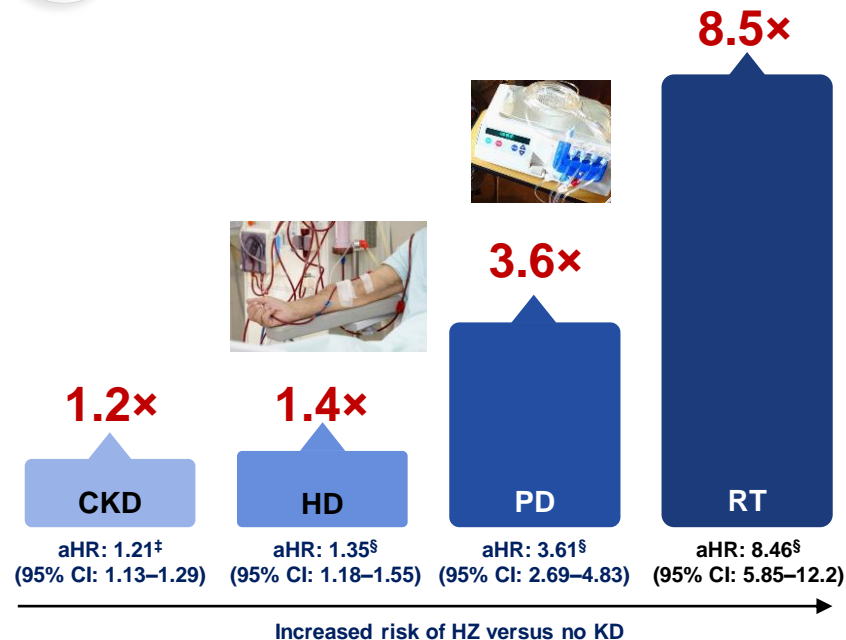 8.5×
3.6×
1.2×
1.4×
CKD
HD
PD
RT
aHR: 1.21‡
(95% CI: 1.13–1.29)
aHR: 1.35§
(95% CI: 1.18–1.55)
aHR: 3.61§
(95% CI: 2.69–4.83)
aHR: 8.46§
(95% CI: 5.85–12.2)
Increased risk of HZ versus no KD